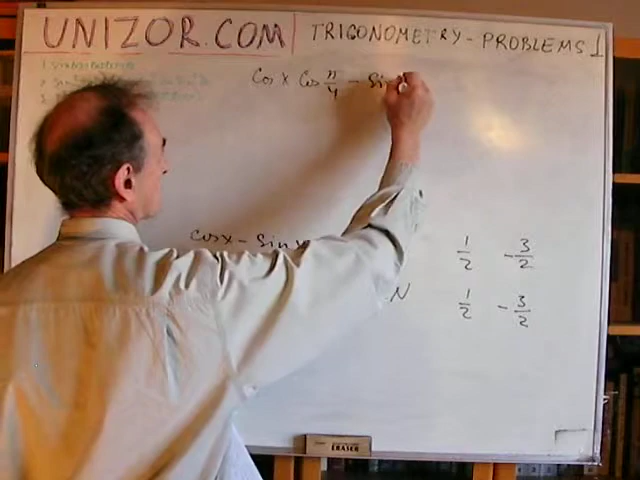 UNIZOR.COM TRIGONOMETRY - PROBLEMS 1
Cos x Cos π/4 - Sin
cos x - Sin x
1/2 -3/2
N 1/2 -3/2
ERASER